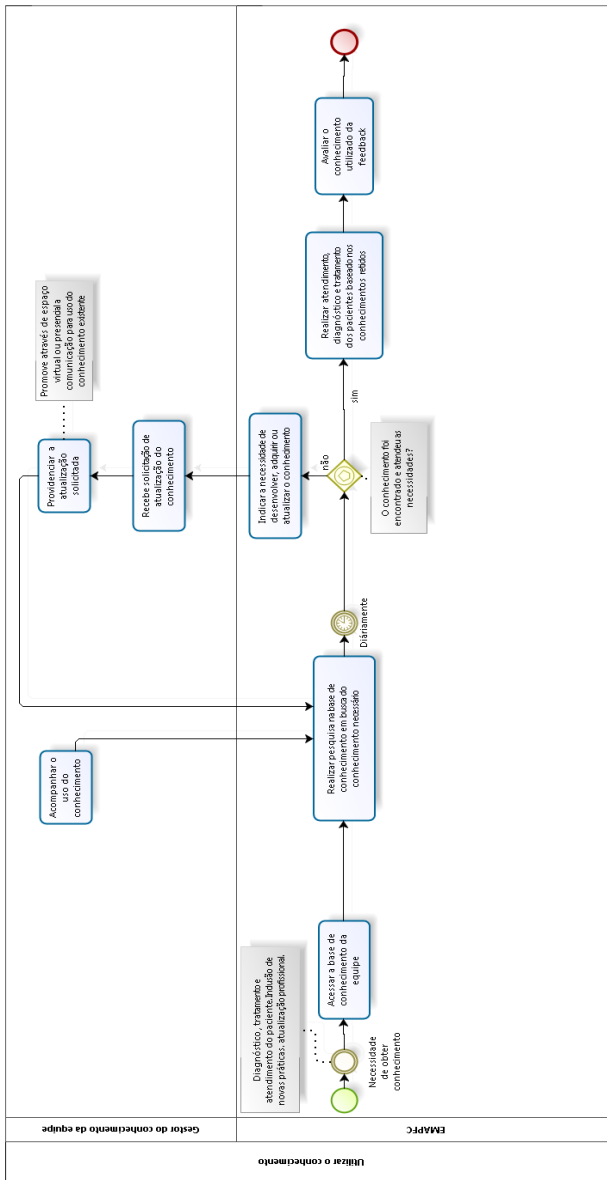 Utilizar o conhecimento
Gestor do conhecimento da equipe
EMAPFC
Promove através de espaço
virtual ou presencial a
comunicação para uso do
conhecimento existente
Acompanhar o
uso do
conhecimento
Providenciar a
atualização
solicitada
Recebe solicitação de
atualização do
conhecimento
Indicar a necessidade de
desenvolver, adquirir ou
atualizar o conhecimento
Diagnóstico, tratamento e
atendimento do paciente.Inclusão de
novas práticas. atualização profissional.
Necessidade
de obter
conhecimento
Acessar a base de
conhecimento da
equipe
Realizar pesquisa na base de
conhecimento em busca do
conhecimento necessário
Diáriamente
não
sim
O conhecimento foi
encontrado e atendeu as
necessidades?
Realizar atendimento,
diagnóstico e tratamento
dos pacientes baseado nos
conhecimentos retidos
Avaliar o
conhecimento
utilizado da
feedback